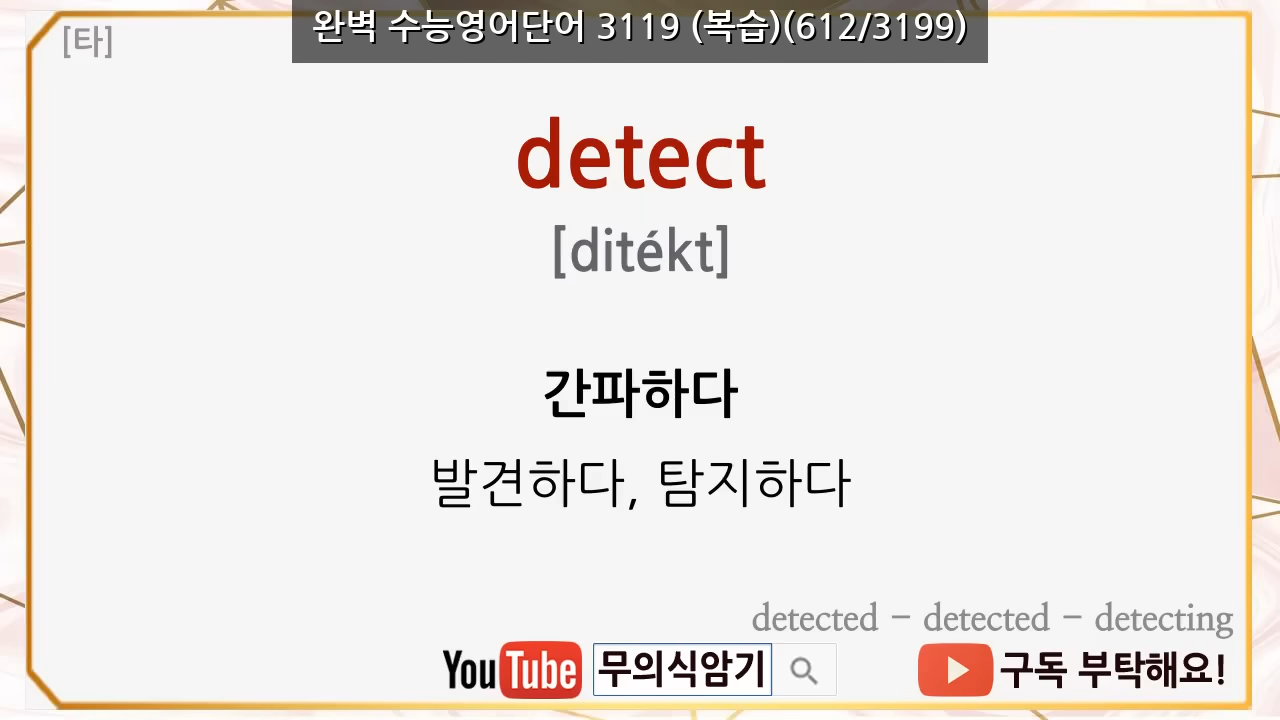 완벽 수능영어단어 3119 (복습)(612/3199)
[타]
detect
[ditékt]
간파하다
발견하다, 탐지하다
detected - detected - detecting
YouTube 무의식암기 구독 부탁해요!